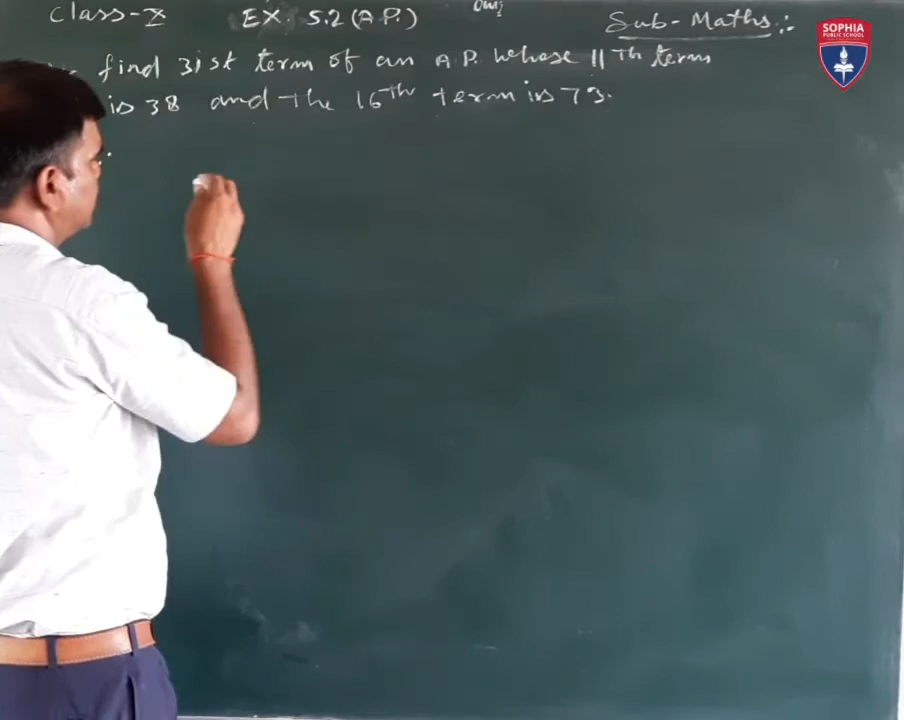 Class-X EX. 5.2 (A.P.) Sub-Maths:-
find 31st term of an A.P. whose 11th term
is 38 and the 16th term is 73.
SOPHIA
PUBLIC SCHOOL